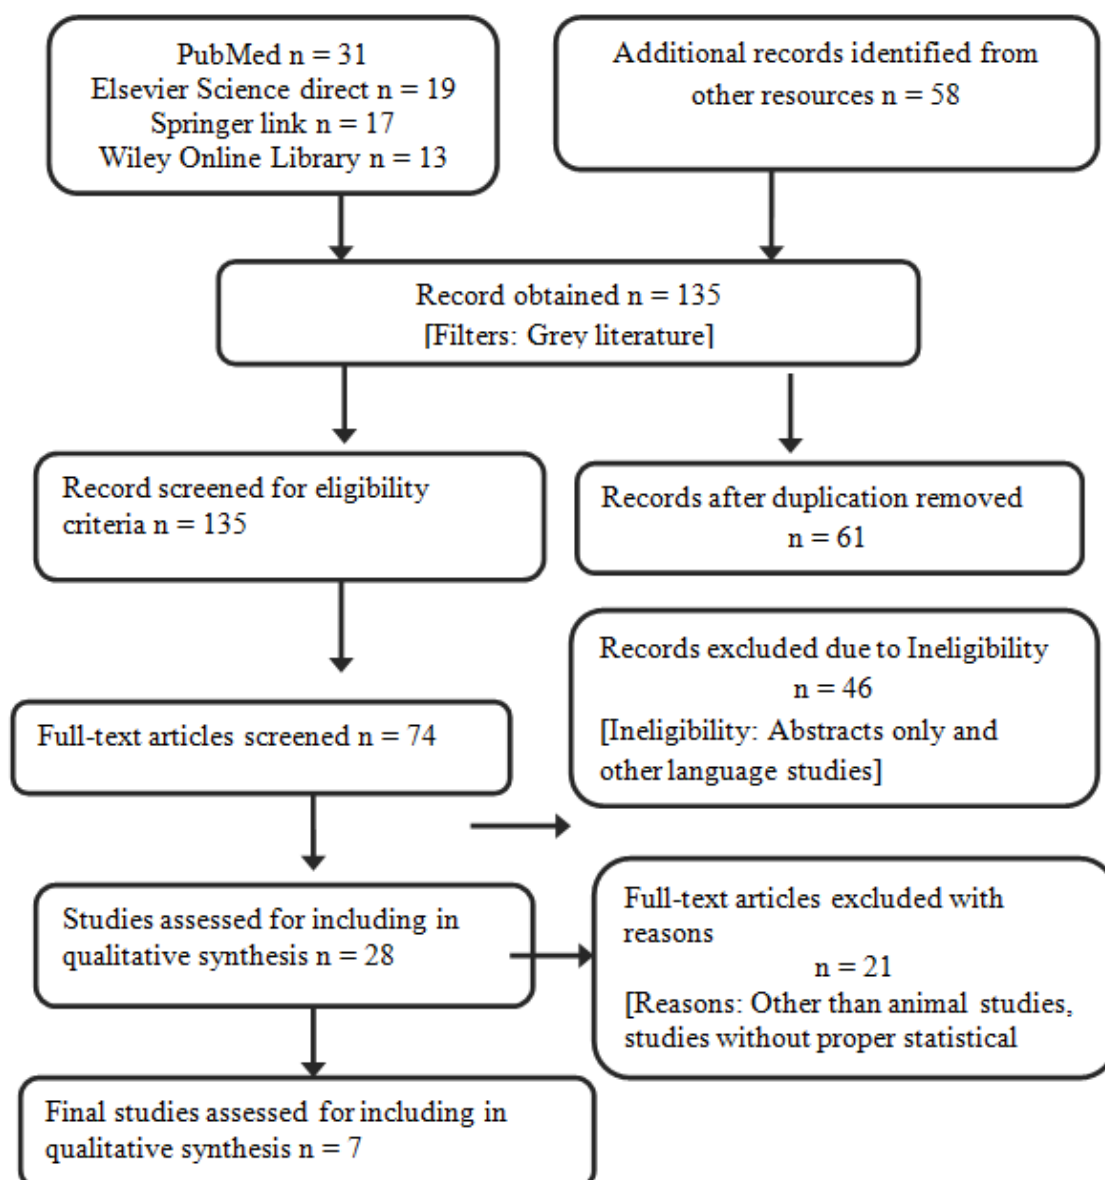 PubMed n = 31
Elsevier Science direct n = 19
Springer link n = 17
Wiley Online Library n = 13
Additional records identified from
other resources n = 58
Record obtained n = 135
[Filters: Grey literature]
Record screened for eligibility
criteria n = 135
Records after duplication removed
n = 61
Records excluded due to Ineligibility
n = 46
[Ineligibility: Abstracts only and
other language studies]
Full-text articles screened n = 74
Studies assessed for including in
qualitative synthesis n = 28
Full-text articles excluded with
reasons
n = 21
[Reasons: Other than animal studies,
studies without proper statistical
Final studies assessed for including in
qualitative synthesis n = 7